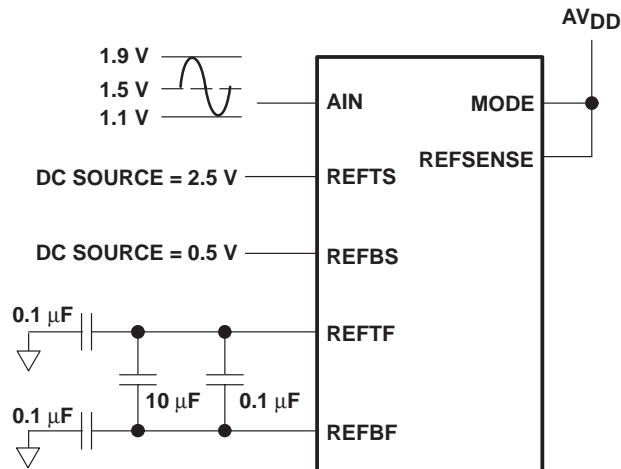 AVDD
1.9 V
1.5 V
1.1 V
AIN
MODE
REFSENSE
DC SOURCE = 2.5 V
REFTS
DC SOURCE = 0.5 V
REFBS
0.1 μF
REFTF
10 μF
0.1 μF
0.1 μF
REFBF